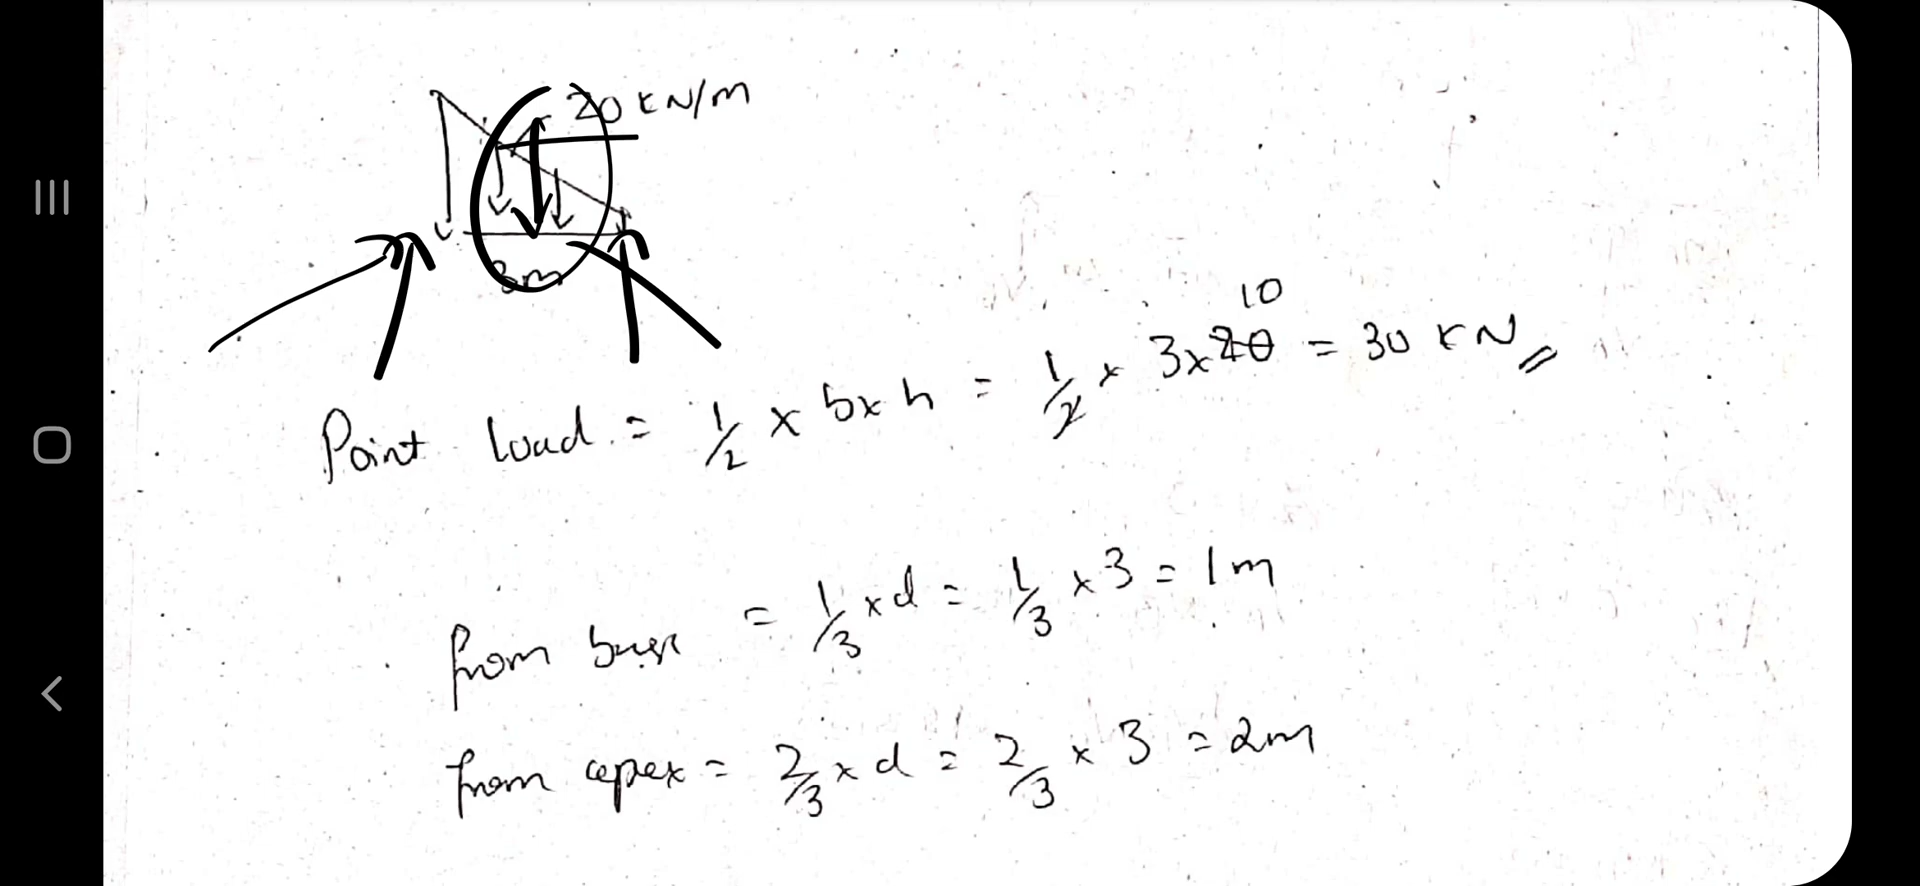 20 kN/m
3m
10
Point load = 1/2 x b x h = 1/2 x 3 x 20 = 30 kN
from base = 1/3 x d = 1/3 x 3 = 1m
from apex = 2/3 x d = 2/3 x 3 = 2m